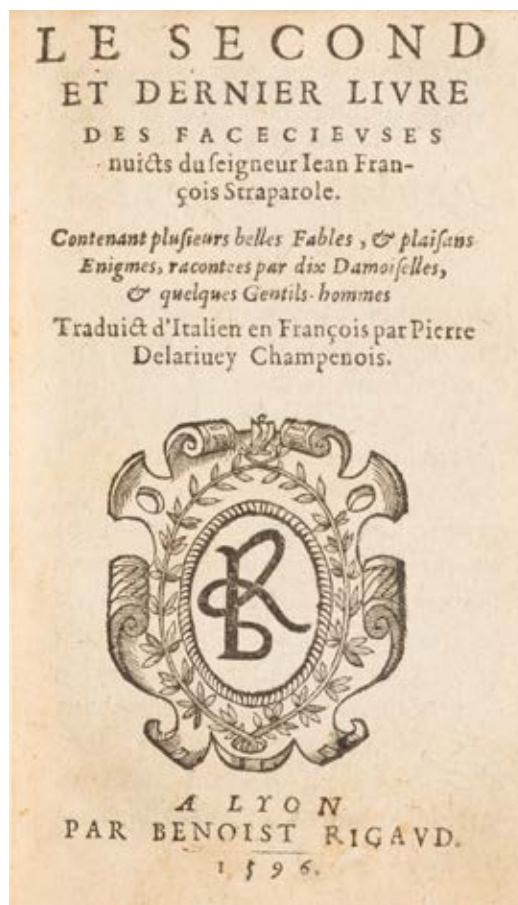 LE SECOND
ET DERNIER LIVRE
DES FACECIEVSES
nuicts du ſeigneur Iean Fran-
çois Straparole.
Contenant pluſieurs belles Fables, & plaiſans
Enigmes, racontees par dix Damoiſelles,
& quelques Gentils-hommes
Traduict d'Italien en François par Pierre
Delariuey Champenois.
BR
A LYON
PAR BENOIST RIGAVD.
1596.